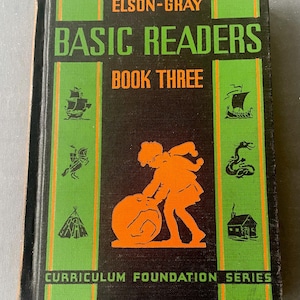 ELSON-GRAY
BASIC READERS
BOOK THREE
CURRICULUM FOUNDATION SERIES